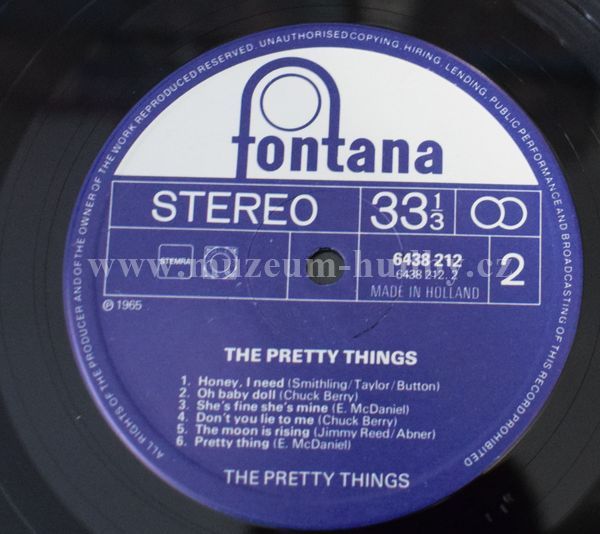 ALL RIGHTS OF THE PRODUCER AND OF THE OWNER OF THE WORK REPRODUCED RESERVED. UNAUTHORISED COPYING, HIRING, LENDING, PUBLIC PERFORMANCE AND BROADCASTING OF THIS RECORD PROHIBITED
fontana
STEREO 33 1/3
STEMRA 6438 212 2
6438 212.2
MADE IN HOLLAND
www.muzeum-hudby.cz
℗ 1965
THE PRETTY THINGS
1. Honey, I need (Smithling/Taylor/Button)
2. Oh baby doll (Chuck Berry)
3. She's fine she's mine (E. McDaniel)
4. Don't you lie to me (Chuck Berry)
5. The moon is rising (Jimmy Reed/Abner)
6. Pretty thing (E. McDaniel)
THE PRETTY THINGS